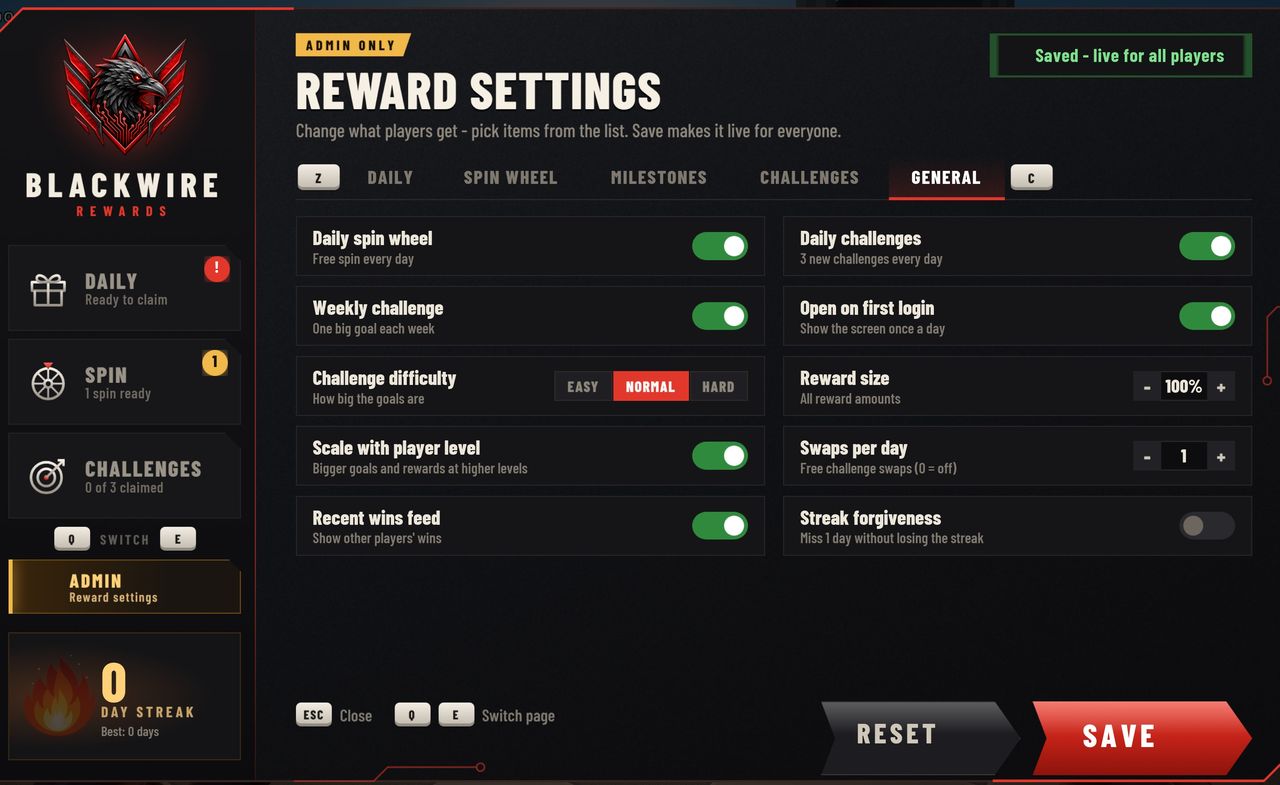 BLACKWIRE
REWARDS
DAILY
Ready to claim
!
SPIN
1 spin ready
1
CHALLENGES
0 of 3 claimed
Q SWITCH E
ADMIN
Reward settings
0
DAY STREAK
Best: 0 days
ADMIN ONLY
REWARD SETTINGS
Change what players get - pick items from the list. Save makes it live for everyone.
Saved - live for all players
Z DAILY SPIN WHEEL MILESTONES CHALLENGES GENERAL C
Daily spin wheel
Free spin every day
Daily challenges
3 new challenges every day
Weekly challenge
One big goal each week
Open on first login
Show the screen once a day
Challenge difficulty
How big the goals are
EASY NORMAL HARD
Reward size
All reward amounts
- 100% +
Scale with player level
Bigger goals and rewards at higher levels
Swaps per day
Free challenge swaps (0 = off)
- 1 +
Recent wins feed
Show other players' wins
Streak forgiveness
Miss 1 day without losing the streak
ESC Close Q E Switch page
RESET
SAVE